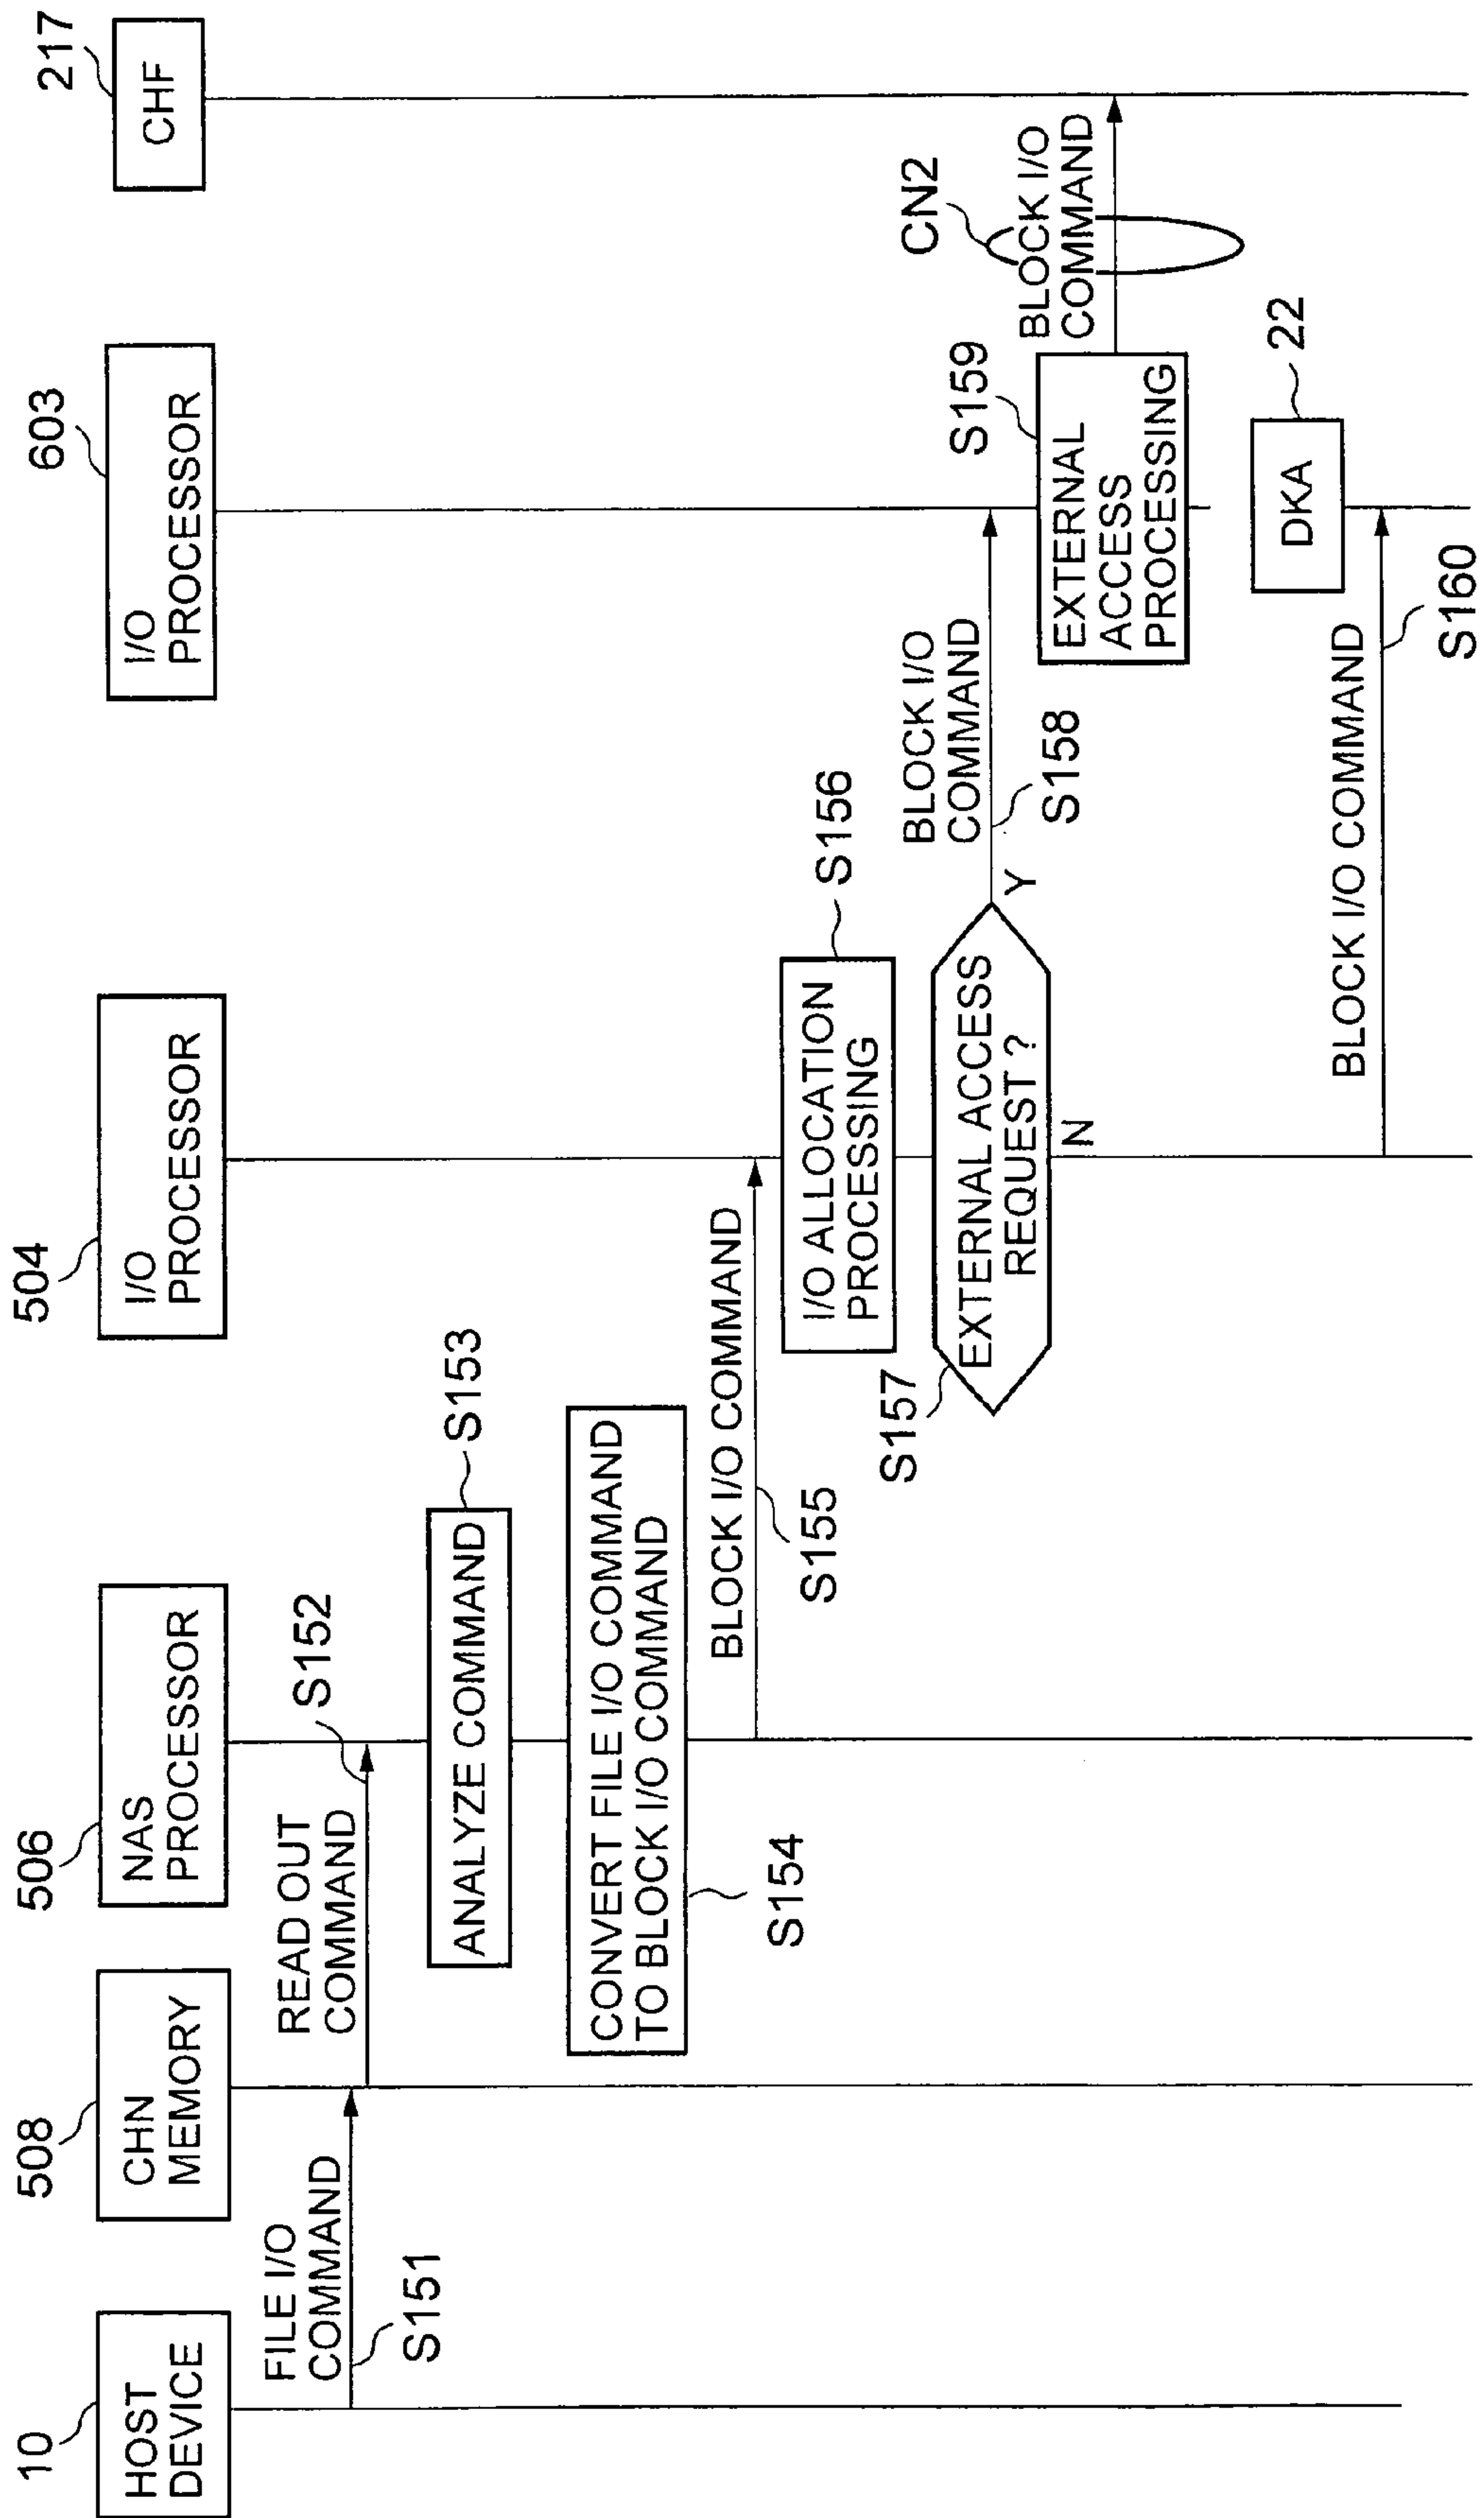 10
HOST
DEVICE
508
CHN
MEMORY
506
NAS
PROCESSOR
504
I/O
PROCESSOR
603
I/O
PROCESSOR
217
CHF
FILE I/O
COMMAND
S151
READ OUT
COMMAND
S152
ANALYZE COMMAND
S153
CONVERT FILE I/O COMMAND
TO BLOCK I/O COMMAND
S154
BLOCK I/O COMMAND
S155
I/O ALLOCATION
PROCESSING
S156
EXTERNAL ACCESS
REQUEST ?
S157
Y
N
BLOCK I/O
COMMAND
S158
EXTERNAL
ACCESS
PROCESSING
S159
BLOCK I/O
COMMAND
CN2
DKA
22
BLOCK I/O COMMAND
S160